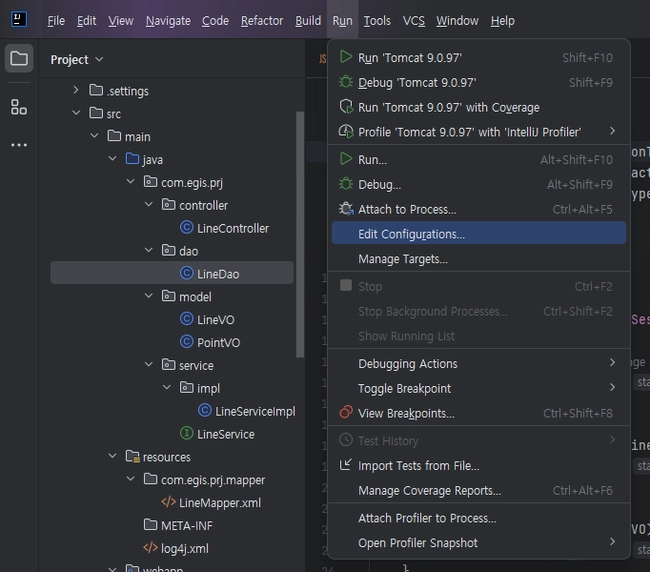 IJ File Edit View Navigate Code Refactor Build Run Tools VCS Window Help
Project
.settings
src
main
java
com.egis.prj
controller
LineController
dao
LineDao
model
LineVO
PointVO
service
impl
LineServiceImpl
LineService
resources
com.egis.prj.mapper
LineMapper.xml
META-INF
log4j.xml
webapp
JS
Run 'Tomcat 9.0.97' Shift+F10
Debug 'Tomcat 9.0.97' Shift+F9
Run 'Tomcat 9.0.97' with Coverage
Profile 'Tomcat 9.0.97' with 'IntelliJ Profiler'
Run... Alt+Shift+F10
Debug... Alt+Shift+F9
Attach to Process... Ctrl+Alt+F5
Edit Configurations...
Manage Targets...
Stop Ctrl+F2
Stop Background Processes... Ctrl+Shift+F2
Show Running List
Debugging Actions
Toggle Breakpoint
View Breakpoints... Ctrl+Shift+F8
Test History
Import Tests from File...
Manage Coverage Reports... Ctrl+Alt+F6
Attach Profiler to Process...
Open Profiler Snapshot